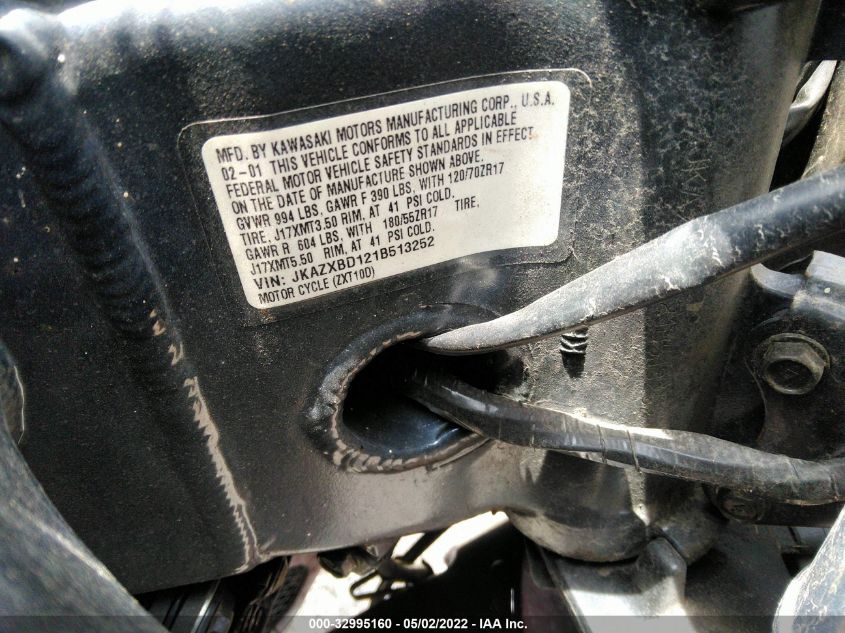 MFD. BY KAWASAKI MOTORS MANUFACTURING CORP., U.S.A.
02-01 THIS VEHICLE CONFORMS TO ALL APPLICABLE
FEDERAL MOTOR VEHICLE SAFETY STANDARDS IN EFFECT
ON THE DATE OF MANUFACTURE SHOWN ABOVE.
GVWR 994 LBS, GAWR F 390 LBS, WITH 120/70ZR17
TIRE, J17XMT3.50 RIM, AT 41 PSI COLD.
GAWR R 604 LBS, WITH 180/55ZR17 TIRE,
J17XMT5.50 RIM, AT 41 PSI COLD.
VIN: JKAZXBD121B513252
MOTOR CYCLE (ZXT10D)
000-32995160 - 05/02/2022 - IAA Inc.